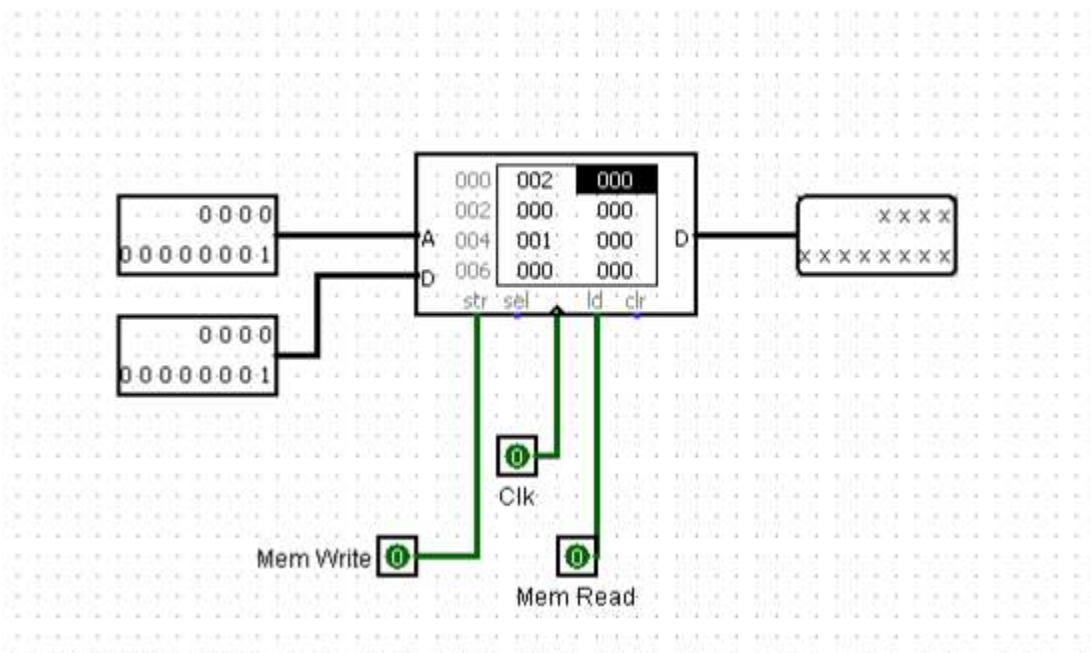 000 002 000
0 0 0 0
002 000 000
x x x x
A 004 001 000 D
0 0 0 0 0 0 0 1
x x x x x x x x
D 006 000 000
str sel ld clr
0 0 0 0
0 0 0 0 0 0 0 1
0
Clk
Mem Write 0
0
Mem Read